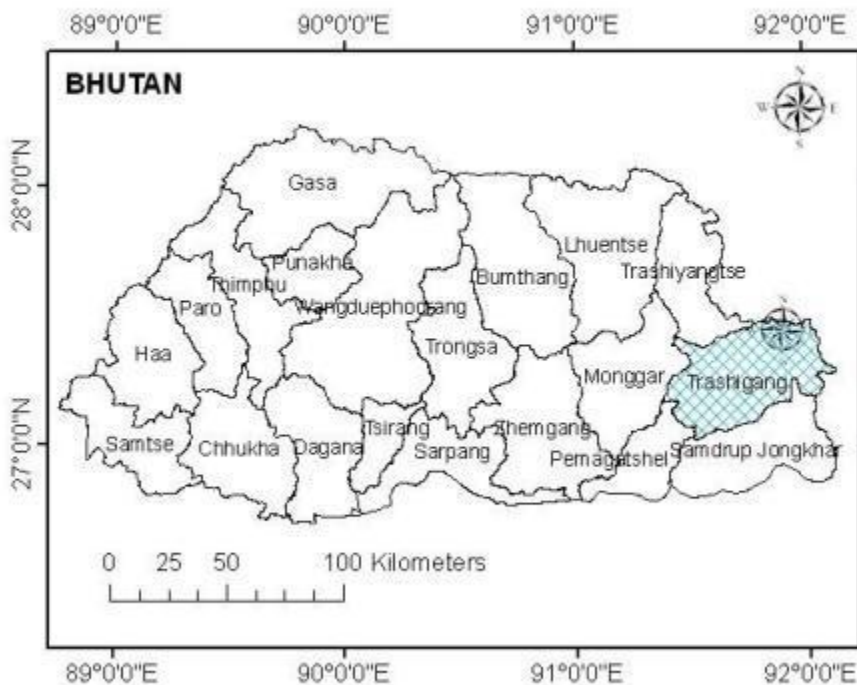 89°0'0"E 90°0'0"E 91°0'0"E 92°0'0"E
BHUTAN
N
W E
S
28°0'0"N
27°0'0"N
Gasa
Lhuentse
Punakha
Trashiyangtse
Thimphu
Bumthang
Paro
Wangduephodrang
N
Haa
Trongsa
Monggar
Trashigang
Samtse
Chhukha
Dagana
Tsirang
Sarpang
Zhemgang
Pemagatshel
Samdrup Jongkhar
0 25 50 100 Kilometers
89°0'0"E 90°0'0"E 91°0'0"E 92°0'0"E